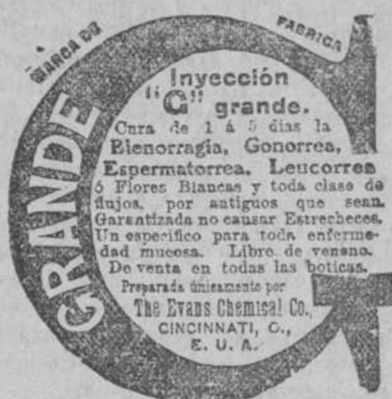 MARCA DE FABRICA
GRANDE
Inyección
"G" grande.
Cura de 1 á 5 dias la
Blenorragia, Gonorrea,
Espermatorrea, Leucorrea
ó Flores Blancas y toda clase de
flujos, por antiguos que sean.
Garantizada no causar Estrecheces.
Un especifico para toda enferme-
dad mucosa. Libre de veneno.
De venta en todas las boticas.
Preparada únicamente por
The Evans Chemical Co.,
CINCINNATI, O.,
E. U. A.